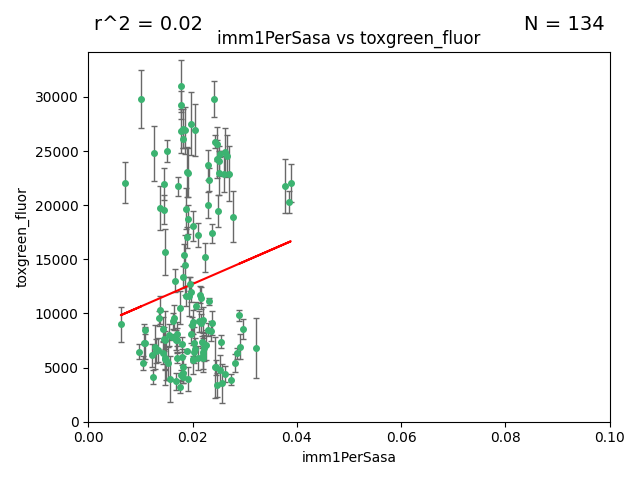 r^2 = 0.02
N = 134
imm1PerSasa vs toxgreen_fluor
toxgreen_fluor
30000
25000
20000
15000
10000
5000
0
0.00
0.02
0.04
0.06
0.08
0.10
imm1PerSasa